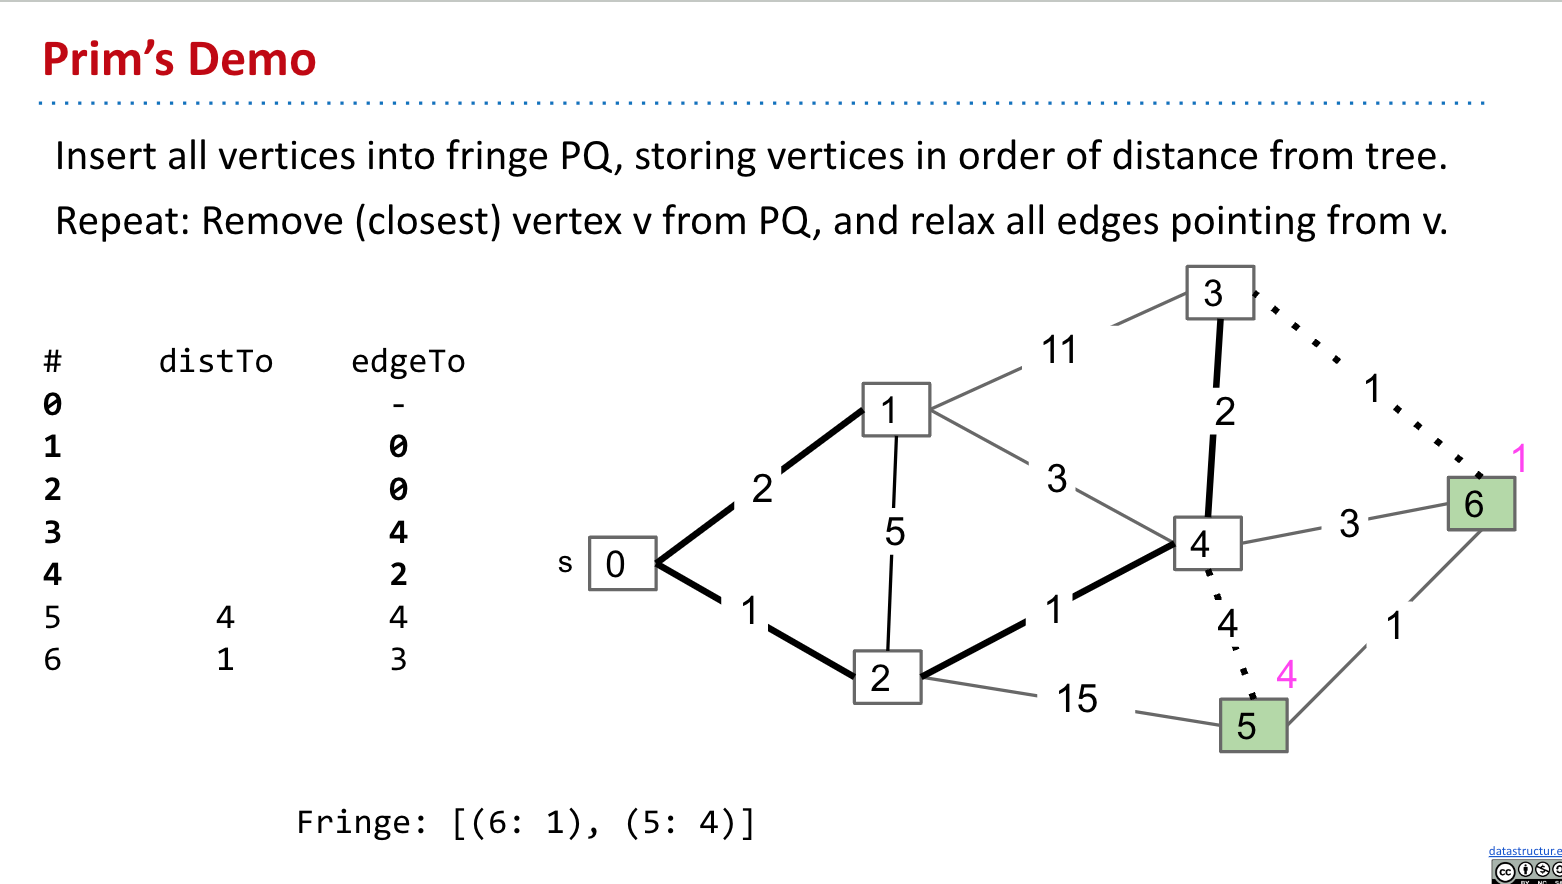 Prim's Demo
Insert all vertices into fringe PQ, storing vertices in order of distance from tree.
Repeat: Remove (closest) vertex v from PQ, and relax all edges pointing from v.
# distTo edgeTo
0 -
1 0
2 0
3 4
4 2
5 4 4
6 1 3
3
11
1
1
2
1
3
2
6
5
3
4
s 0
1
1
4
1
2
4
15
5
Fringe: [(6: 1), (5: 4)]
datastructur.e
cc